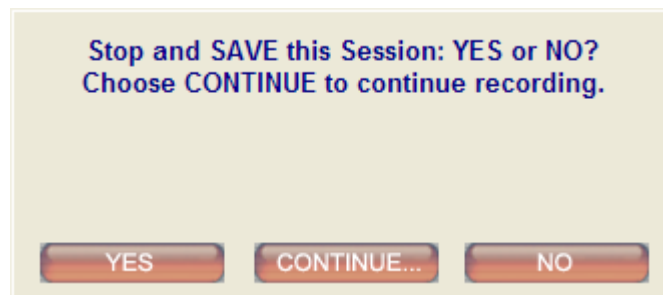 Stop and SAVE this Session: YES or NO?
Choose CONTINUE to continue recording.
YES CONTINUE... NO